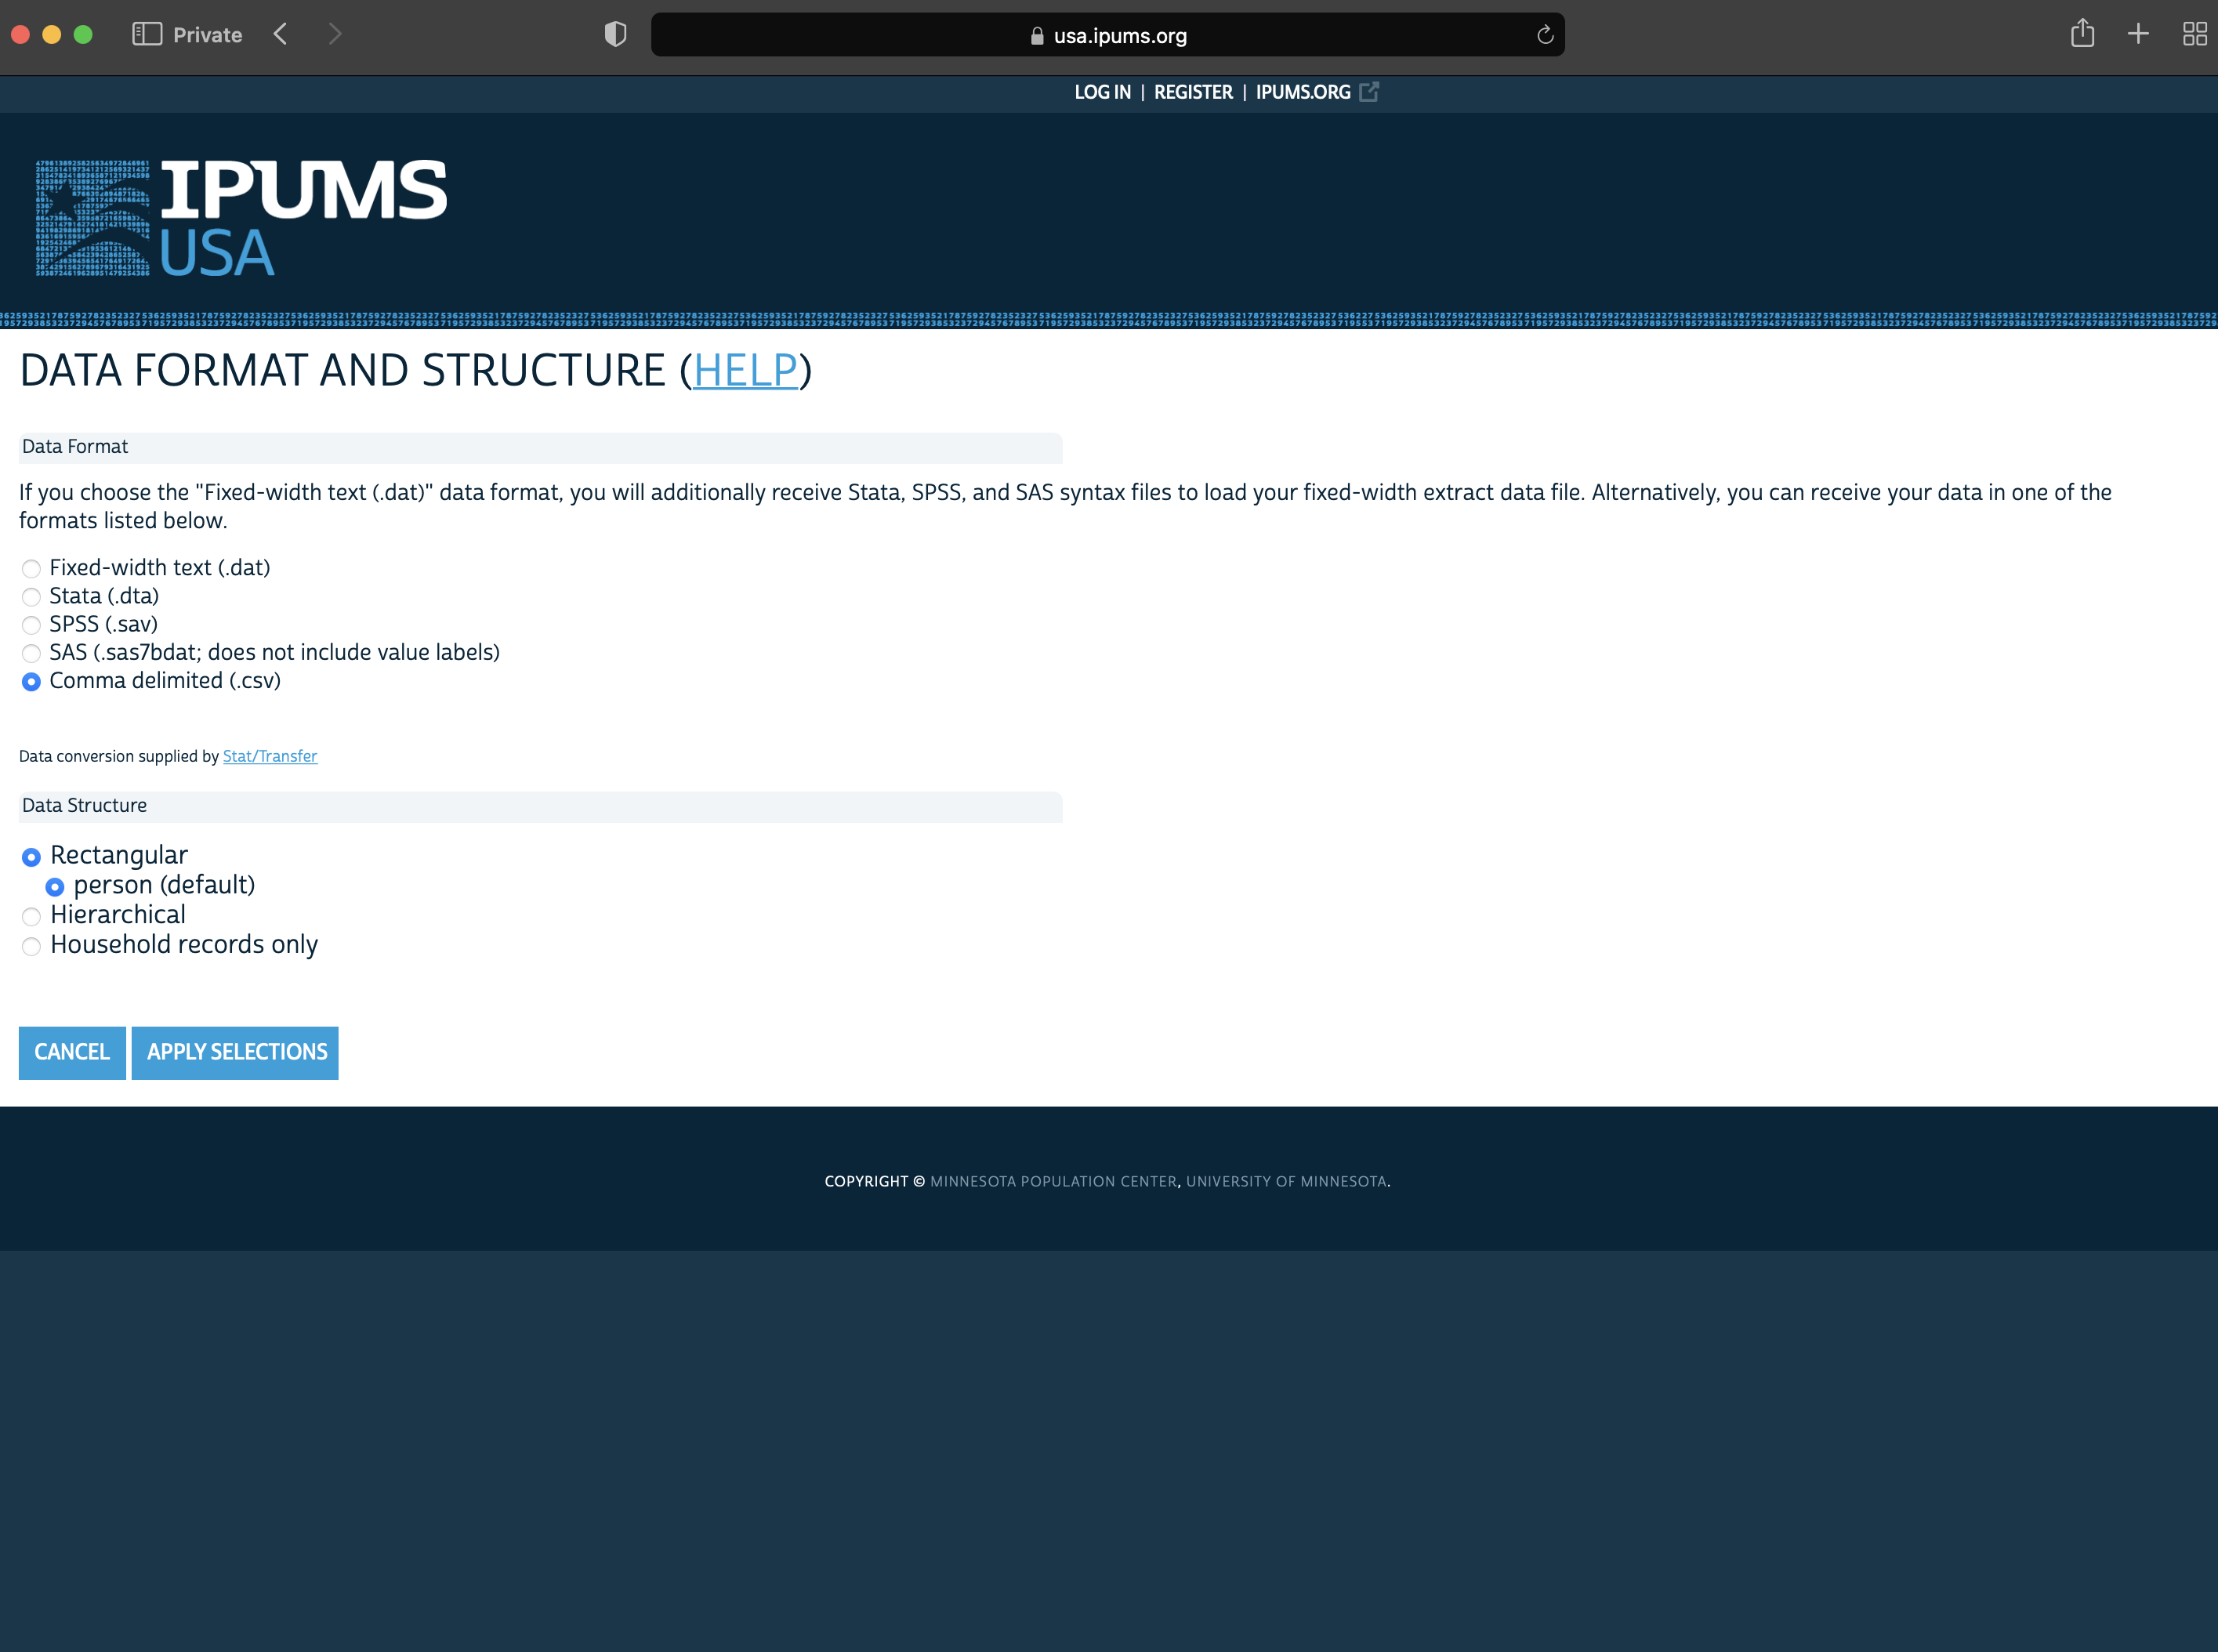 Private
usa.ipums.org
LOG IN | REGISTER | IPUMS.ORG
IPUMS
USA
DATA FORMAT AND STRUCTURE (HELP)
Data Format
If you choose the "Fixed-width text (.dat)" data format, you will additionally receive Stata, SPSS, and SAS syntax files to load your fixed-width extract data file. Alternatively, you can receive your data in one of the
formats listed below.
Fixed-width text (.dat)
Stata (.dta)
SPSS (.sav)
SAS (.sas7bdat; does not include value labels)
Comma delimited (.csv)
Data conversion supplied by Stat/Transfer
Data Structure
Rectangular
person (default)
Hierarchical
Household records only
CANCEL APPLY SELECTIONS
COPYRIGHT © MINNESOTA POPULATION CENTER, UNIVERSITY OF MINNESOTA.